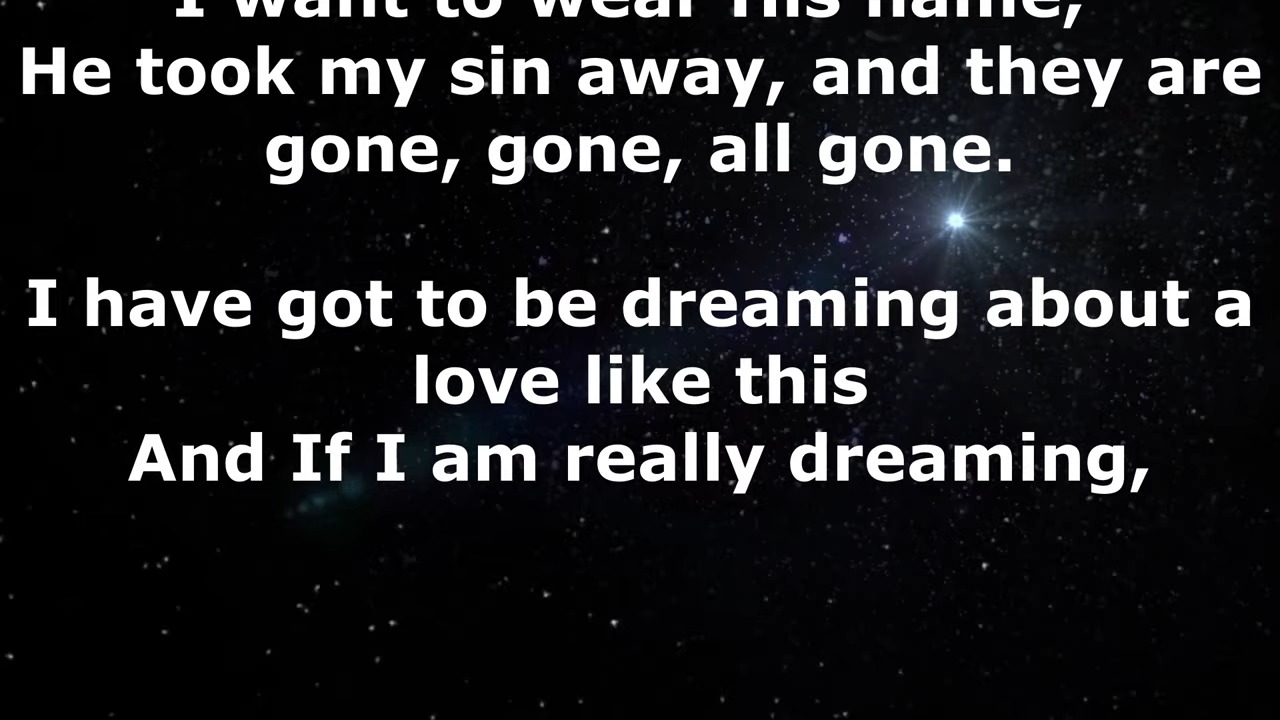 I want to wear His name,
He took my sin away, and they are
gone, gone, all gone.
I have got to be dreaming about a
love like this
And If I am really dreaming,